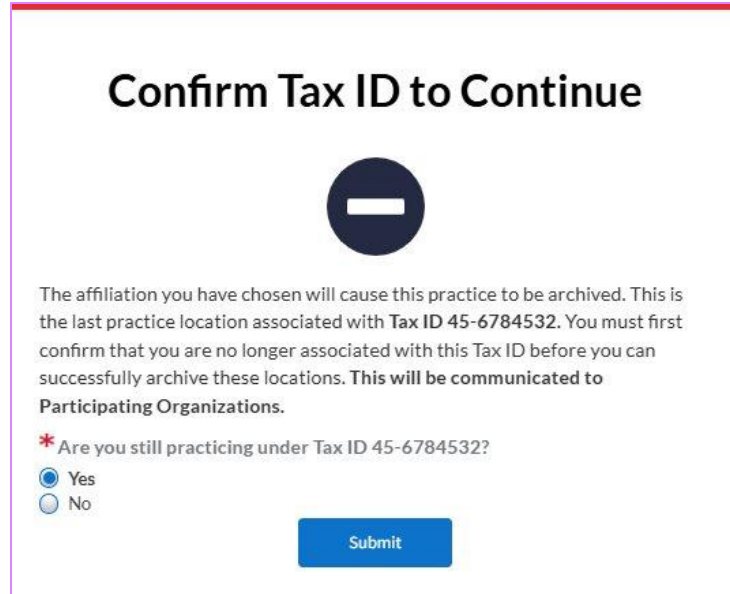 Confirm Tax ID to Continue
The affiliation you have chosen will cause this practice to be archived. This is
the last practice location associated with Tax ID 45-6784532. You must first
confirm that you are no longer associated with this Tax ID before you can
successfully archive these locations. This will be communicated to
Participating Organizations.
*Are you still practicing under Tax ID 45-6784532?
Yes
No
Submit